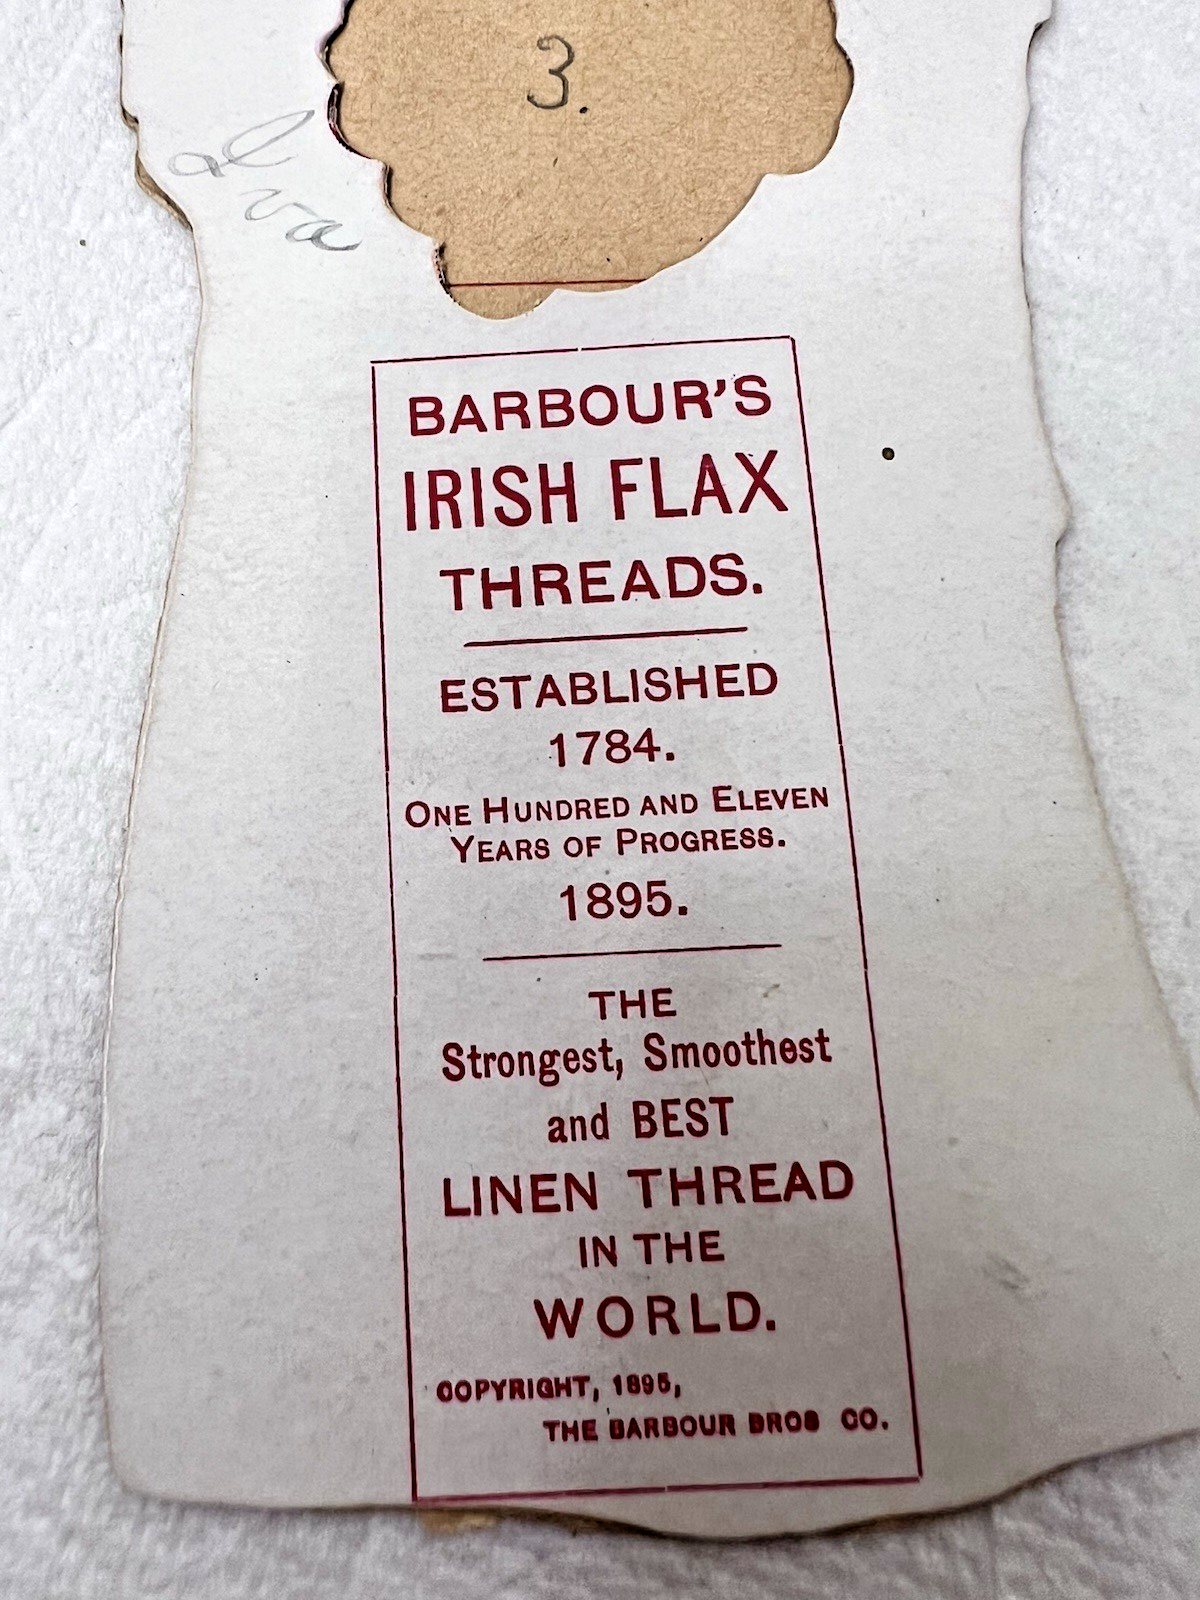 3.
Iva
BARBOUR'S
IRISH FLAX
THREADS.
ESTABLISHED
1784.
ONE HUNDRED AND ELEVEN
YEARS OF PROGRESS.
1895.
THE
Strongest, Smoothest
and BEST
LINEN THREAD
IN THE
WORLD.
COPYRIGHT, 1895,
THE BARBOUR BROS CO.